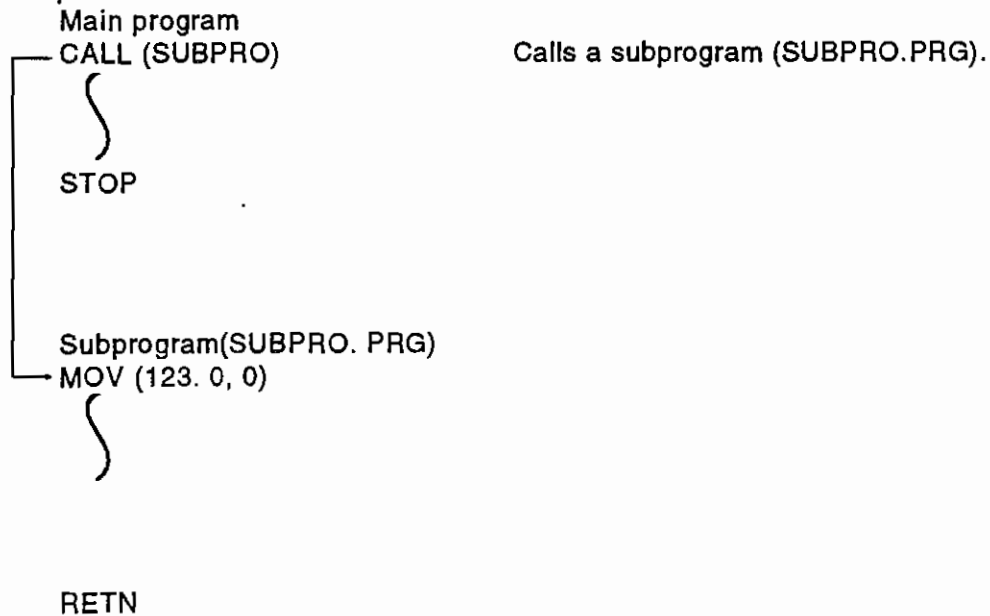 Main program
CALL (SUBPRO) Calls a subprogram (SUBPRO.PRG).
STOP
Subprogram(SUBPRO. PRG)
MOV (123. 0, 0)
RETN